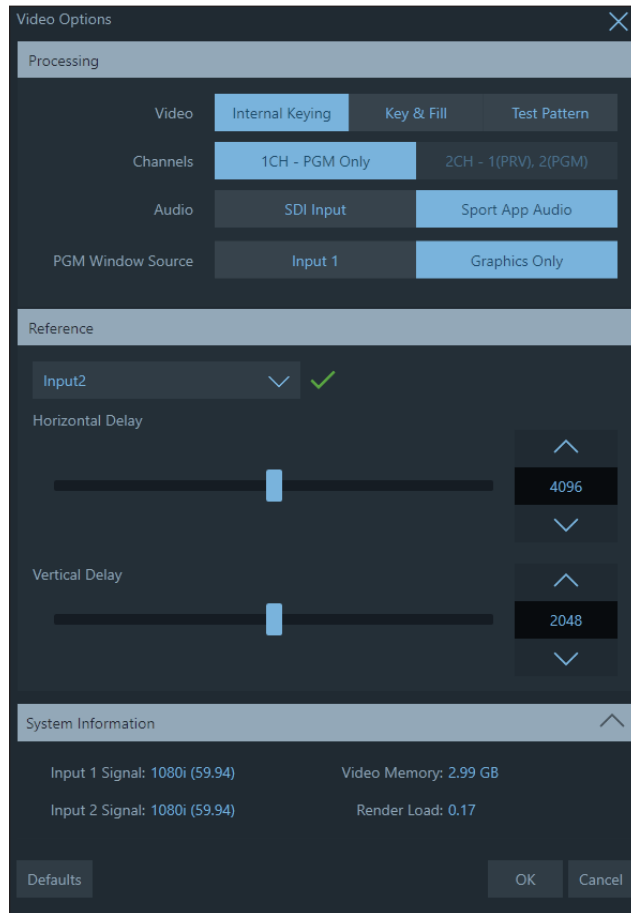 Video Options
Processing
Video Internal Keying Key & Fill Test Pattern
Channels 1CH - PGM Only 2CH - 1(PRV), 2(PGM)
Audio SDI Input Sport App Audio
PGM Window Source Input 1 Graphics Only
Reference
Input2
Horizontal Delay
4096
Vertical Delay
2048
System Information
Input 1 Signal: 1080i (59.94) Video Memory: 2.99 GB
Input 2 Signal: 1080i (59.94) Render Load: 0.17
Defaults OK Cancel